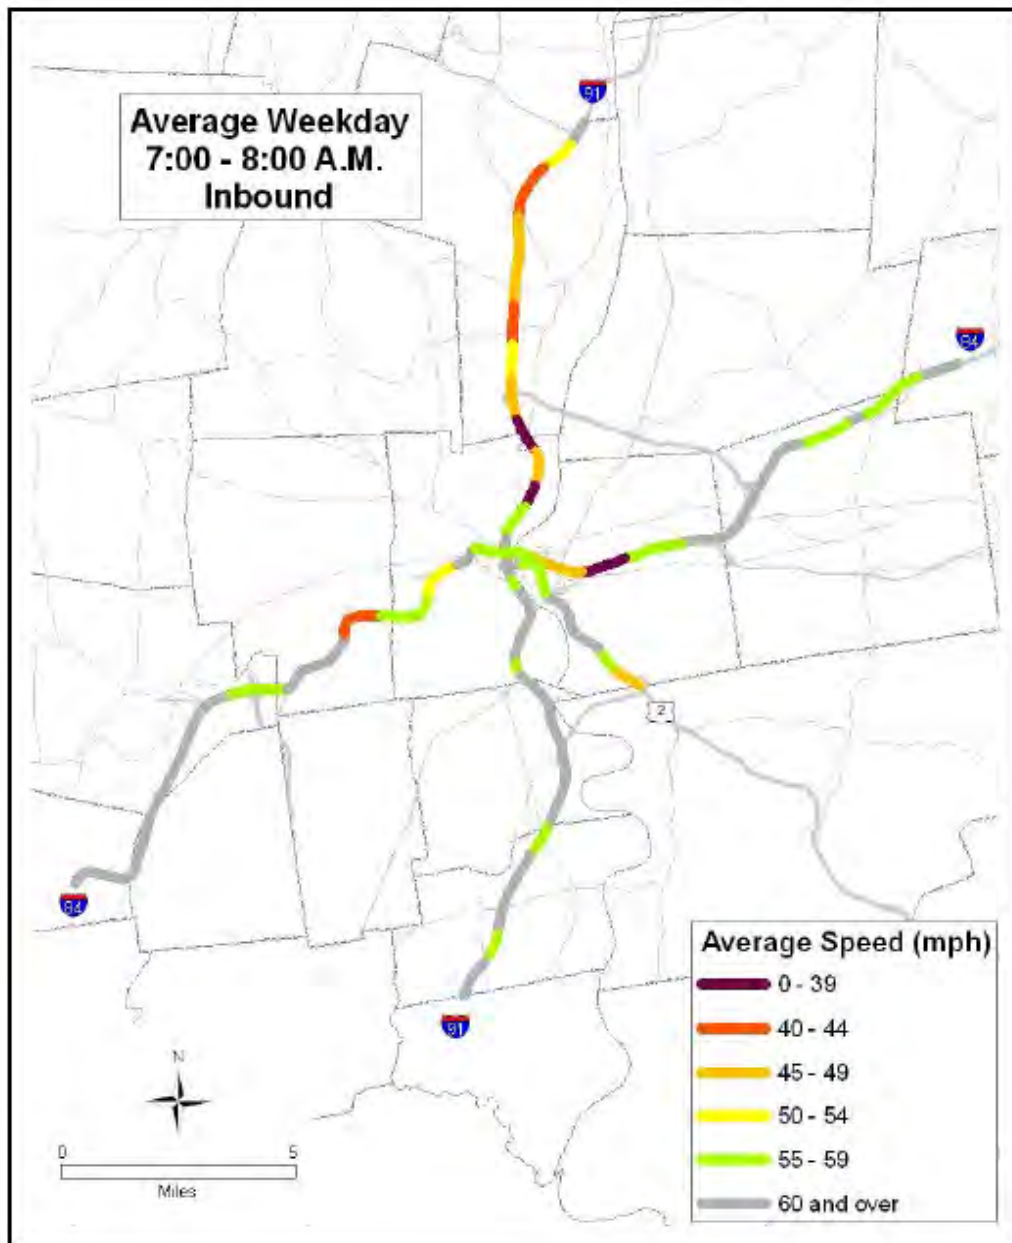 91
Average Weekday
7:00 - 8:00 A.M.
Inbound
84
2
84
91
Average Speed (mph)
0 - 39
40 - 44
45 - 49
50 - 54
55 - 59
60 and over
N
0 5
Miles